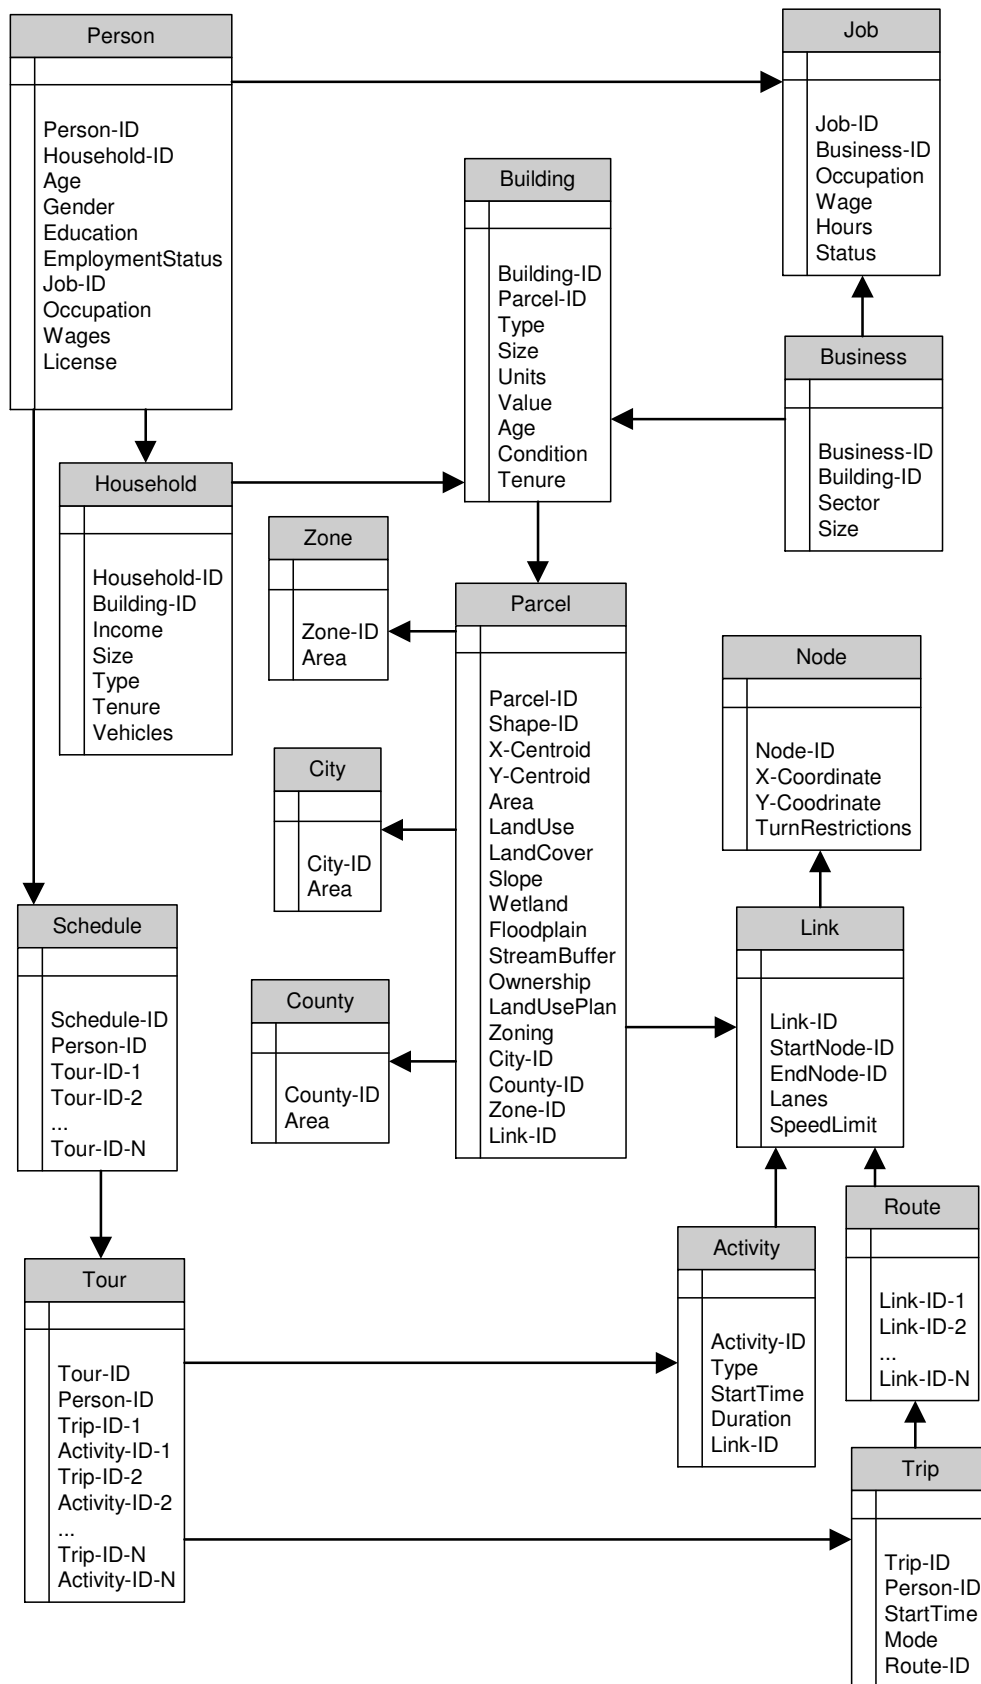 Person
Person-ID
Household-ID
Age
Gender
Education
EmploymentStatus
Job-ID
Occupation
Wages
License
Job
Job-ID
Business-ID
Occupation
Wage
Hours
Status
Building
Building-ID
Parcel-ID
Type
Size
Units
Value
Age
Condition
Tenure
Business
Business-ID
Building-ID
Sector
Size
Household
Household-ID
Building-ID
Income
Size
Type
Tenure
Vehicles
Zone
Zone-ID
Area
Parcel
Parcel-ID
Shape-ID
X-Centroid
Y-Centroid
Area
LandUse
LandCover
Slope
Wetland
Floodplain
StreamBuffer
Ownership
LandUsePlan
Zoning
City-ID
County-ID
Zone-ID
Link-ID
Node
Node-ID
X-Coordinate
Y-Coodrinate
TurnRestrictions
City
City-ID
Area
Schedule
Schedule-ID
Person-ID
Tour-ID-1
Tour-ID-2
...
Tour-ID-N
County
County-ID
Area
Link
Link-ID
StartNode-ID
EndNode-ID
Lanes
SpeedLimit
Route
Link-ID-1
Link-ID-2
...
Link-ID-N
Activity
Activity-ID
Type
StartTime
Duration
Link-ID
Tour
Tour-ID
Person-ID
Trip-ID-1
Activity-ID-1
Trip-ID-2
Activity-ID-2
...
Trip-ID-N
Activity-ID-N
Trip
Trip-ID
Person-ID
StartTime
Mode
Route-ID